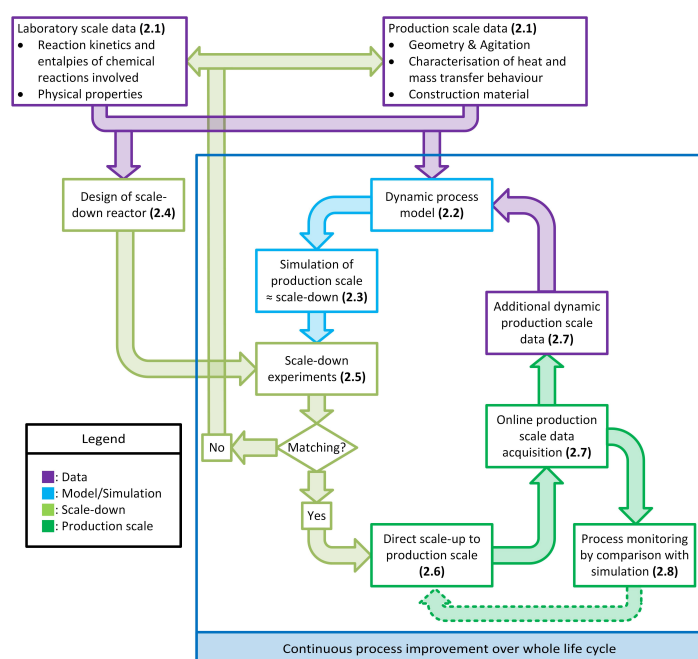 Laboratory scale data (2.1)
• Reaction kinetics and
entalpies of chemical
reactions involved
• Physical properties
Production scale data (2.1)
• Geometry & Agitation
• Characterisation of heat and
mass transfer behaviour
• Construction material
Design of scale-
down reactor (2.4)
Dynamic process
model (2.2)
Simulation of
production scale
≈ scale-down (2.3)
Additional dynamic
production scale
data (2.7)
Scale-down
experiments (2.5)
Online production
scale data
acquisition (2.7)
Legend
: Data
: Model/Simulation
: Scale-down
: Production scale
No
Matching?
Yes
Direct scale-up to
production scale
(2.6)
Process monitoring
by comparison with
simulation (2.8)
Continuous process improvement over whole life cycle